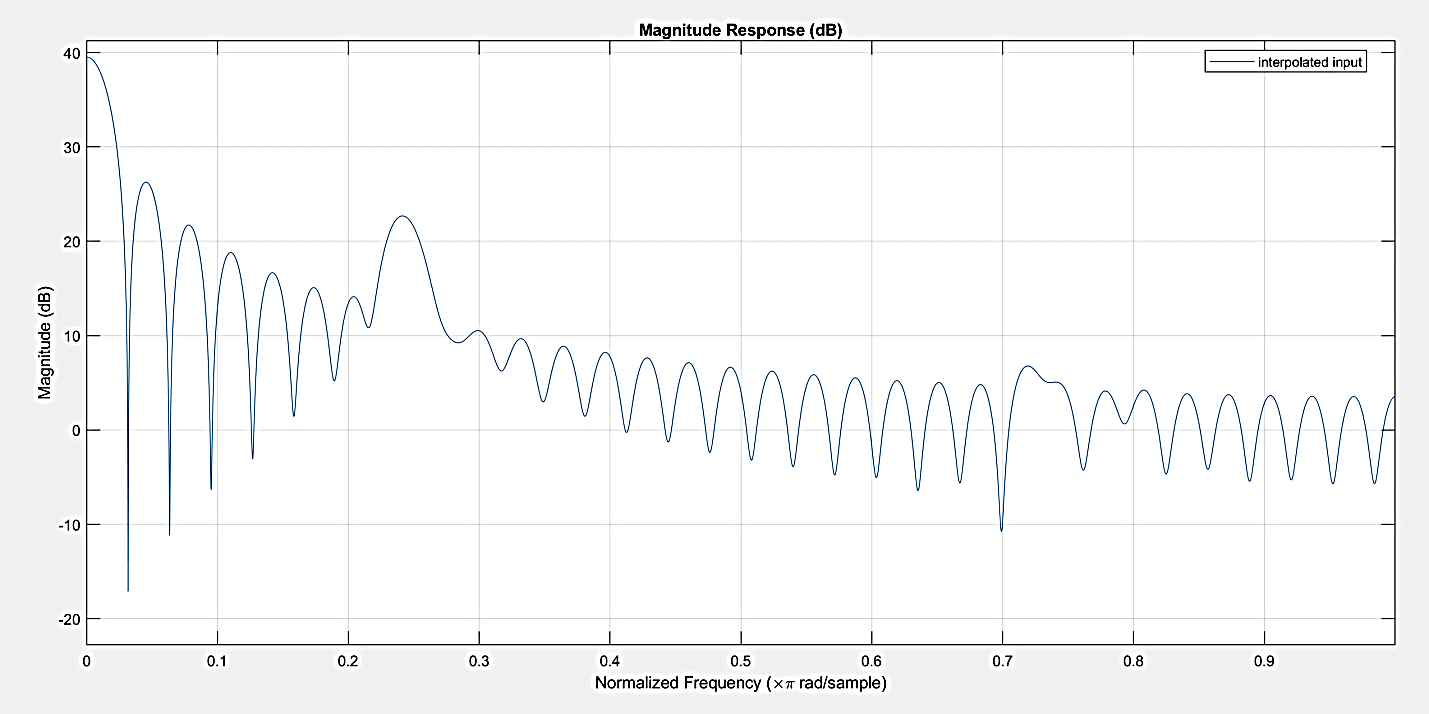 Magnitude Response (dB)
interpolated input
40
30
20
10
0
-10
-20
Magnitude (dB)
0 0.1 0.2 0.3 0.4 0.5 0.6 0.7 0.8 0.9
Normalized Frequency (×π rad/sample)